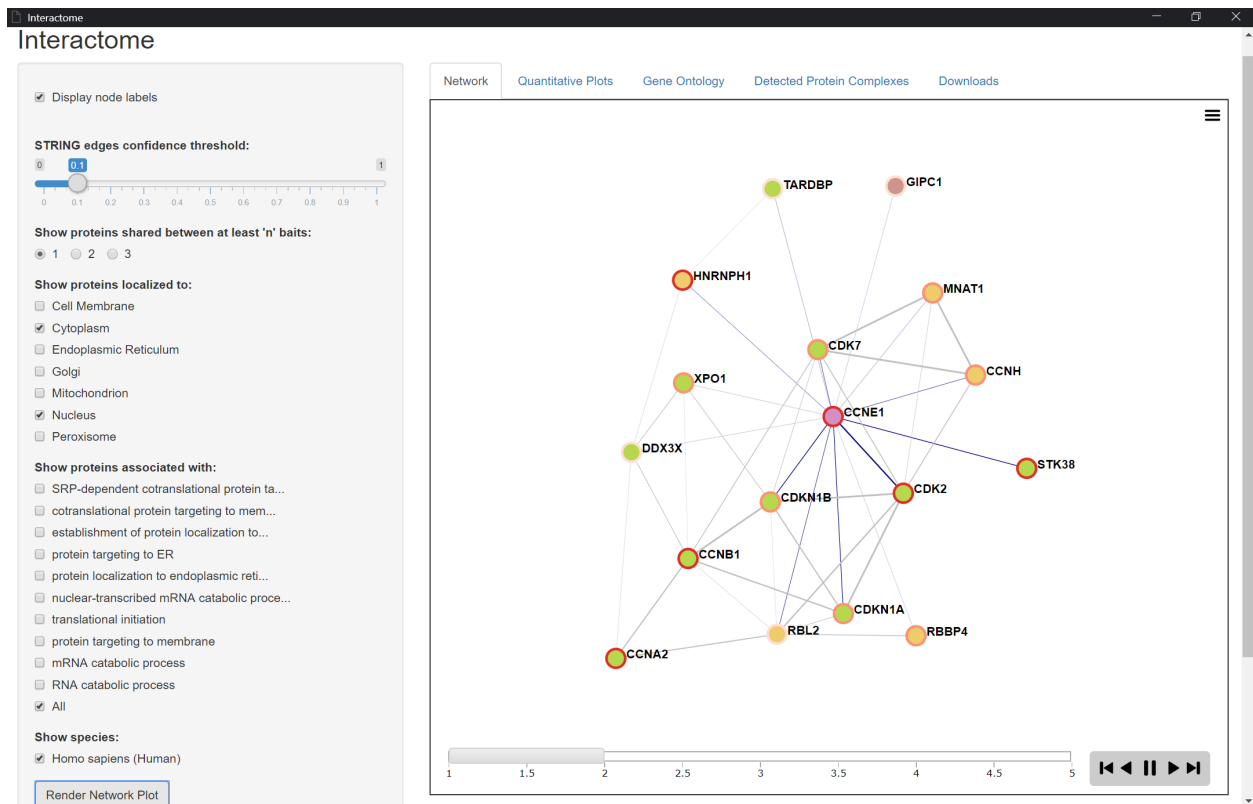 Interactome
Interactome
Display node labels
STRING edges confidence threshold:
0 0.1 1
0 0.1 0.2 0.3 0.4 0.5 0.6 0.7 0.8 0.9 1
Show proteins shared between at least 'n' baits:
1 2 3
Show proteins localized to:
Cell Membrane
Cytoplasm
Endoplasmic Reticulum
Golgi
Mitochondrion
Nucleus
Peroxisome
Show proteins associated with:
SRP-dependent cotranslational protein ta...
cotranslational protein targeting to mem...
establishment of protein localization to...
protein targeting to ER
protein localization to endoplasmic reti...
nuclear-transcribed mRNA catabolic proce...
translational initiation
protein targeting to membrane
mRNA catabolic process
RNA catabolic process
All
Show species:
Homo sapiens (Human)
Render Network Plot
Network Quantitative Plots Gene Ontology Detected Protein Complexes Downloads
TARDBP
GIPC1
HNRNPH1
MNAT1
CDK7
CCNH
XPO1
CCNE1
DDX3X
STK38
CDKN1B
CDK2
CCNB1
CDKN1A
RBL2
RBBP4
CCNA2
1 1.5 2 2.5 3 3.5 4 4.5 5